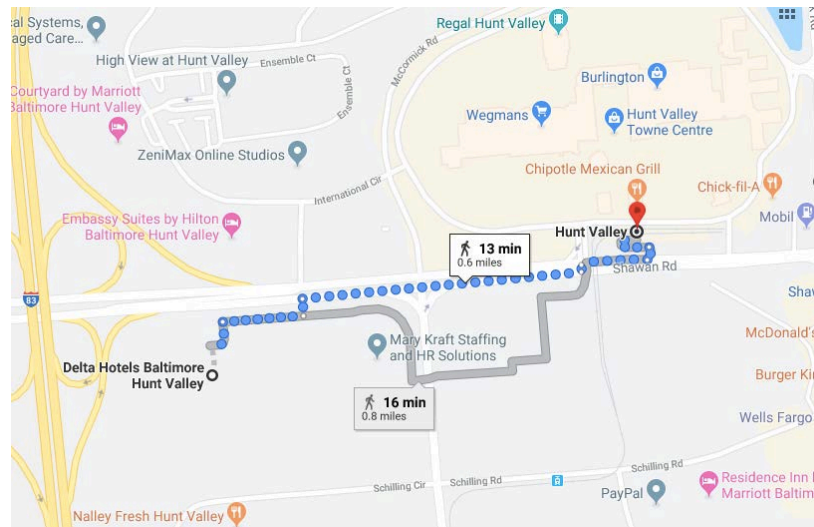 cal Systems,
aged Care...
High View at Hunt Valley
Ensemble Ct
Ensemble Ct
McCormick Rd
Regal Hunt Valley
Burlington
Courtyard by Marriott
Baltimore Hunt Valley
Wegmans
Hunt Valley
Towne Centre
ZeniMax Online Studios
International Cir
Chipotle Mexican Grill
Chick-fil-A
Embassy Suites by Hilton
Baltimore Hunt Valley
Hunt Valley
Mobil
13 min
0.6 miles
Shawan Rd
83
Shaw
Mary Kraft Staffing
and HR Solutions
McDonald's
Delta Hotels Baltimore
Hunt Valley
Burger Ki
16 min
0.8 miles
Wells Fargo
Schilling Rd
Schilling Cir
Schilling Rd
Residence Inn
Marriott Baltim
PayPal
Nalley Fresh Hunt Valley